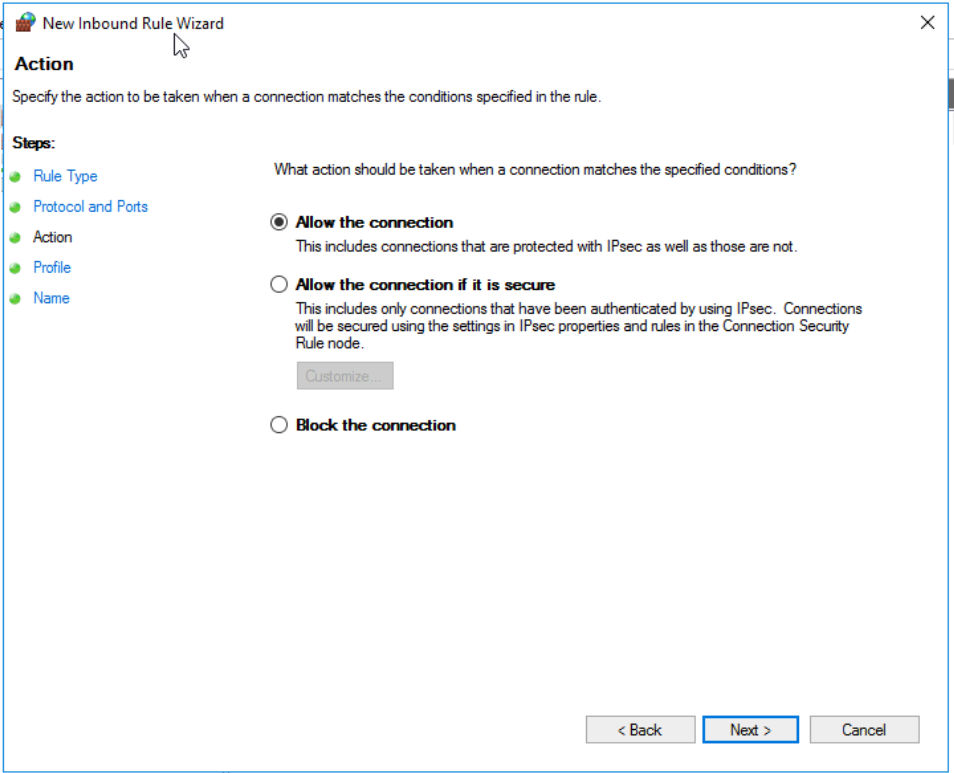 New Inbound Rule Wizard
Action
Specify the action to be taken when a connection matches the conditions specified in the rule.
Steps:
Rule Type
Protocol and Ports
Action
Profile
Name
What action should be taken when a connection matches the specified conditions?
Allow the connection
This includes connections that are protected with IPsec as well as those are not.
Allow the connection if it is secure
This includes only connections that have been authenticated by using IPsec. Connections
will be secured using the settings in IPsec properties and rules in the Connection Security
Rule node.
Customize...
Block the connection
< Back
Next >
Cancel